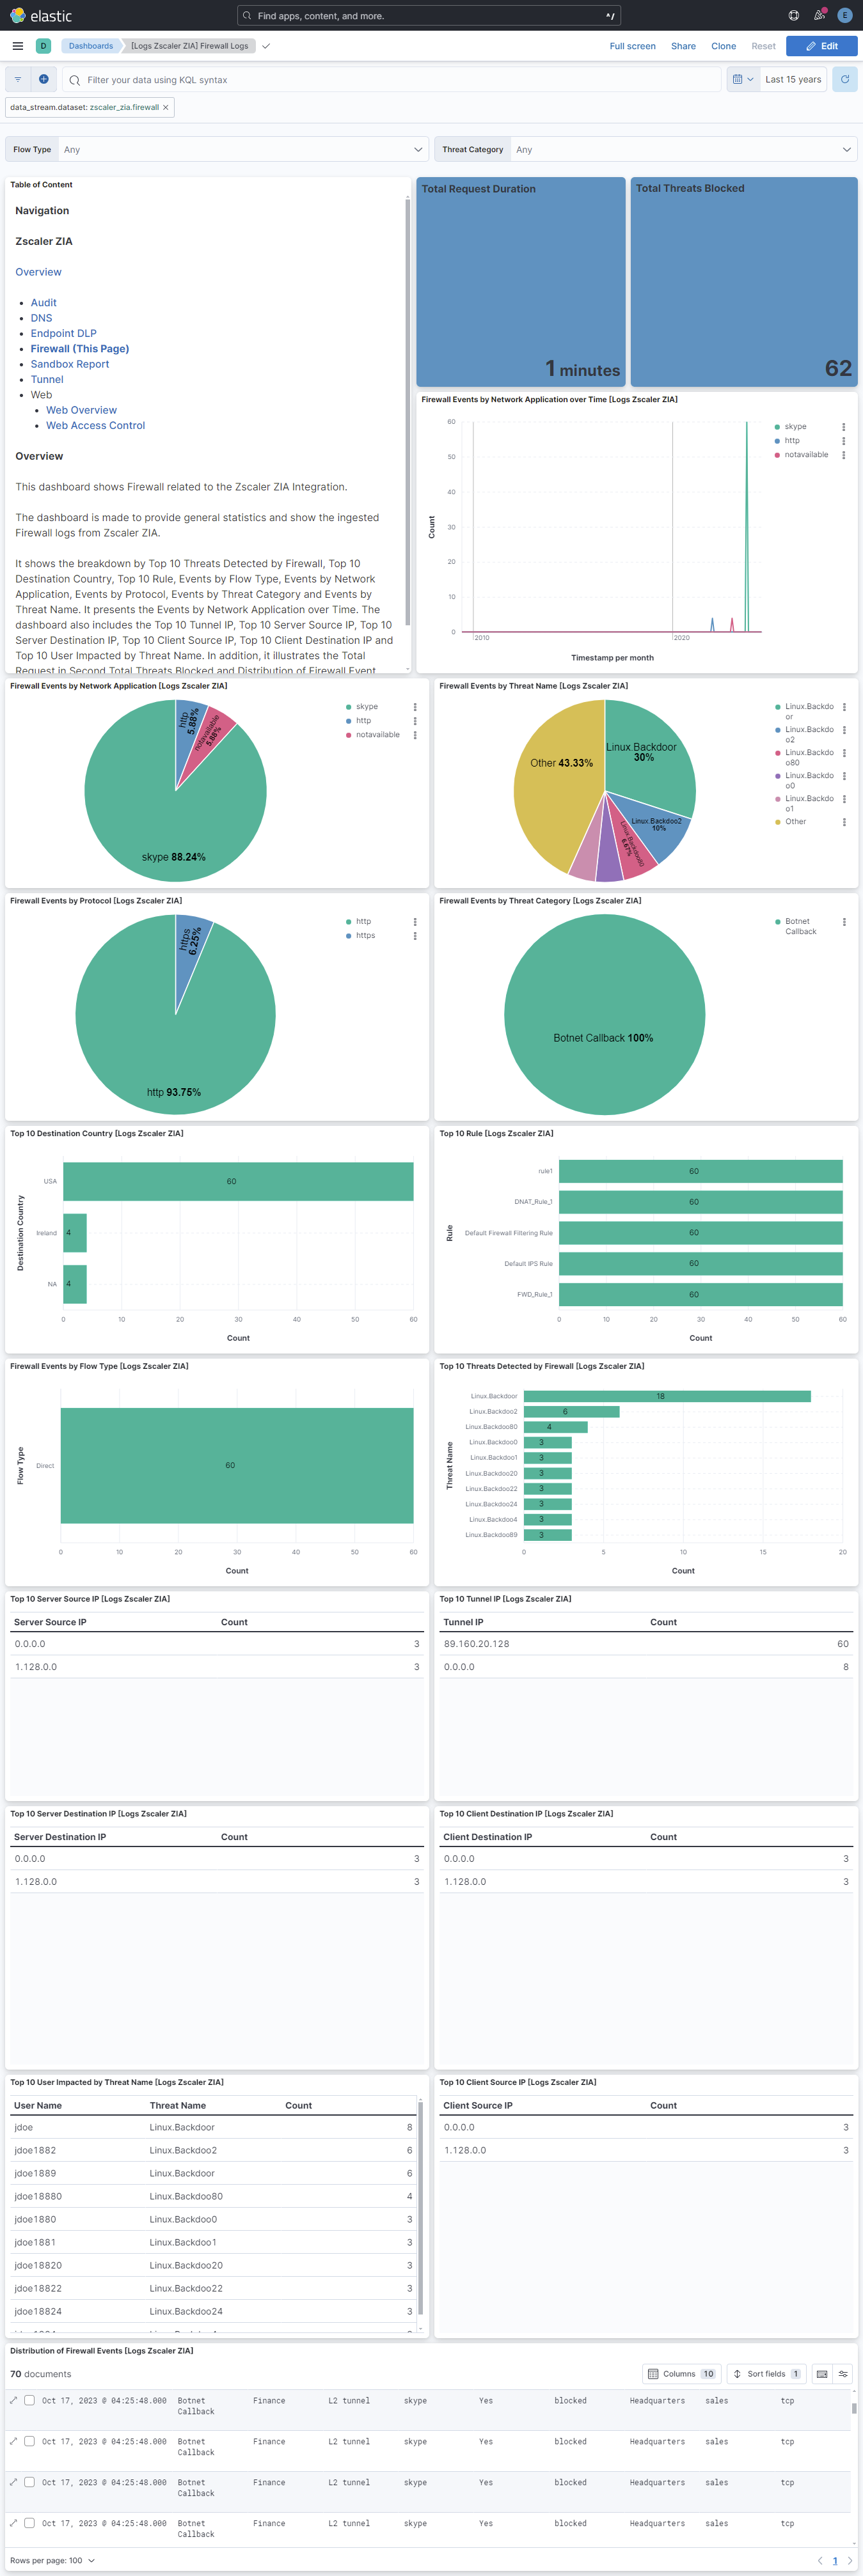 elastic
Find apps, content, and more.
^/
E
D
Dashboards
[Logs Zscaler ZIA] Firewall Logs
Full screen
Share
Clone
Reset
Edit
Filter your data using KQL syntax
Last 15 years
data_stream.dataset: zscaler_zia.firewall ×
Flow Type Any
Threat Category Any
Table of Content
Navigation
Zscaler ZIA
Overview
• Audit
• DNS
• Endpoint DLP
• Firewall (This Page)
• Sandbox Report
• Tunnel
• Web
• Web Overview
• Web Access Control
Overview
This dashboard shows Firewall related to the Zscaler ZIA Integration.
The dashboard is made to provide general statistics and show the ingested
Firewall logs from Zscaler ZIA.
It shows the breakdown by Top 10 Threats Detected by Firewall, Top 10
Destination Country, Top 10 Rule, Events by Flow Type, Events by Network
Application, Events by Protocol, Events by Threat Category and Events by
Threat Name. It presents the Events by Network Application over Time. The
dashboard also includes the Top 10 Tunnel IP, Top 10 Server Source IP, Top 10
Server Destination IP, Top 10 Client Source IP, Top 10 Client Destination IP and
Top 10 User Impacted by Threat Name. In addition, it illustrates the Total
Request in Second Total Threats Blocked and Distribution of Firewall Event
Total Request Duration
1 minutes
Total Threats Blocked
62
Firewall Events by Network Application over Time [Logs Zscaler ZIA]
60
50
40
30
20
10
0
Count
2010
2020
Timestamp per month
skype
http
notavailable
Firewall Events by Network Application [Logs Zscaler ZIA]
http
5.88%
notavailable
5.88%
skype 88.24%
skype
http
notavailable
Firewall Events by Threat Name [Logs Zscaler ZIA]
Other 43.33%
Linux.Backdoor
30%
Linux.Backdoo2
10%
Linux.Backdoo80
6.67%
Linux.Backdo
or
Linux.Backdo
o2
Linux.Backdo
o80
Linux.Backdo
o0
Linux.Backdo
o1
Other
Firewall Events by Protocol [Logs Zscaler ZIA]
https
6.25%
http 93.75%
http
https
Firewall Events by Threat Category [Logs Zscaler ZIA]
Botnet Callback 100%
Botnet
Callback
Top 10 Destination Country [Logs Zscaler ZIA]
Destination Country
USA 60
Ireland 4
NA 4
0 10 20 30 40 50 60
Count
Top 10 Rule [Logs Zscaler ZIA]
Rule
rule1 60
DNAT_Rule_1 60
Default Firewall Filtering Rule 60
Default IPS Rule 60
FWD_Rule_1 60
0 10 20 30 40 50 60
Count
Firewall Events by Flow Type [Logs Zscaler ZIA]
Flow Type
Direct 60
0 10 20 30 40 50 60
Count
Top 10 Threats Detected by Firewall [Logs Zscaler ZIA]
Threat Name
Linux.Backdoor 18
Linux.Backdoo2 6
Linux.Backdoo80 4
Linux.Backdoo0 3
Linux.Backdoo1 3
Linux.Backdoo20 3
Linux.Backdoo22 3
Linux.Backdoo24 3
Linux.Backdoo4 3
Linux.Backdoo89 3
0 5 10 15 20
Count
Top 10 Server Source IP [Logs Zscaler ZIA]
Server Source IP Count
0.0.0.0 3
1.128.0.0 3
Top 10 Tunnel IP [Logs Zscaler ZIA]
Tunnel IP Count
89.160.20.128 60
0.0.0.0 8
Top 10 Server Destination IP [Logs Zscaler ZIA]
Server Destination IP Count
0.0.0.0 3
1.128.0.0 3
Top 10 Client Destination IP [Logs Zscaler ZIA]
Client Destination IP Count
0.0.0.0 3
1.128.0.0 3
Top 10 User Impacted by Threat Name [Logs Zscaler ZIA]
User Name Threat Name Count
jdoe Linux.Backdoor 8
jdoe1882 Linux.Backdoo2 6
jdoe1889 Linux.Backdoor 6
jdoe18880 Linux.Backdoo80 4
jdoe1880 Linux.Backdoo0 3
jdoe1881 Linux.Backdoo1 3
jdoe18820 Linux.Backdoo20 3
jdoe18822 Linux.Backdoo22 3
jdoe18824 Linux.Backdoo24 3
Top 10 Client Source IP [Logs Zscaler ZIA]
Client Source IP Count
0.0.0.0 3
1.128.0.0 3
Distribution of Firewall Events [Logs Zscaler ZIA]
70 documents
Columns 10
Sort fields 1
Oct 17, 2023 @ 04:25:48.000 Botnet Finance L2 tunnel skype Yes blocked Headquarters sales tcp
Callback
Oct 17, 2023 @ 04:25:48.000 Botnet Finance L2 tunnel skype Yes blocked Headquarters sales tcp
Callback
Oct 17, 2023 @ 04:25:48.000 Botnet Finance L2 tunnel skype Yes blocked Headquarters sales tcp
Callback
Oct 17, 2023 @ 04:25:48.000 Botnet Finance L2 tunnel skype Yes blocked Headquarters sales tcp
Callback
Rows per page: 100
1